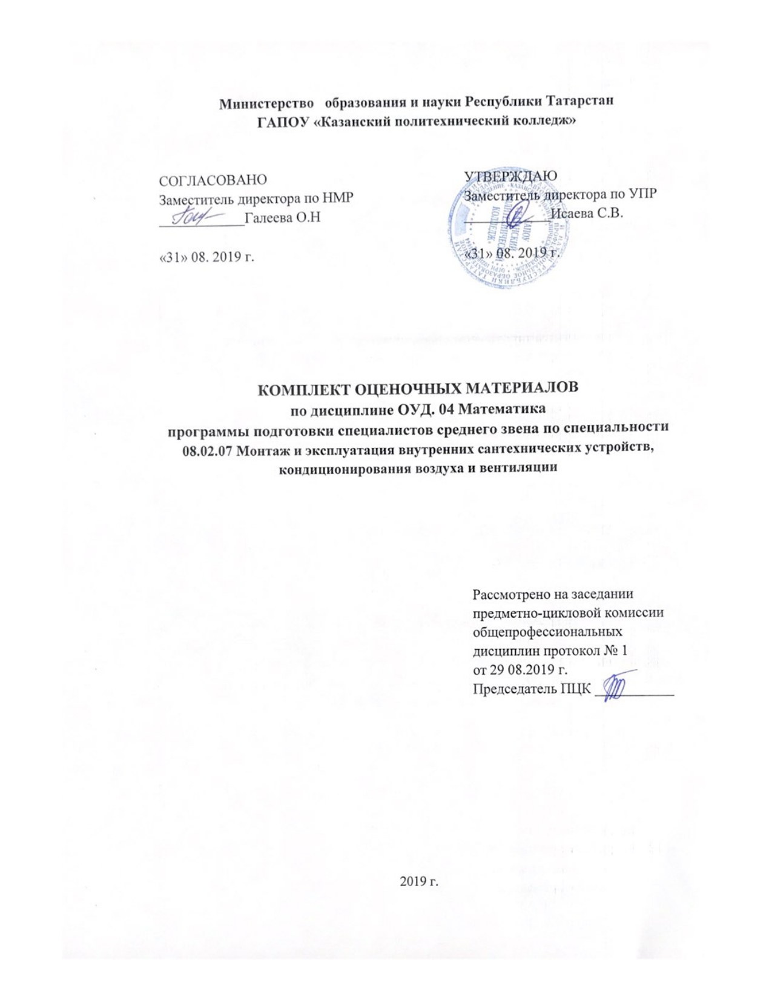 Министерство образования и науки Республики Татарстан
ГАПОУ «Казанский политехнический колледж»
СОГЛАСОВАНО
Заместитель директора по НМР
____________Галеева О.Н
«31» 08. 2019 г.
УТВЕРЖДАЮ
Заместитель директора по УПР
____________Исаева С.В.
«31» 08. 2019 г.
КОМПЛЕКТ ОЦЕНОЧНЫХ МАТЕРИАЛОВ
по дисциплине ОУД. 04 Математика
программы подготовки специалистов среднего звена по специальности
08.02.07 Монтаж и эксплуатация внутренних сантехнических устройств,
кондиционирования воздуха и вентиляции
Рассмотрено на заседании
предметно-цикловой комиссии
общепрофессиональных
дисциплин протокол № 1
от 29 08.2019 г.
Председатель ПЦК ___________
2019 г.